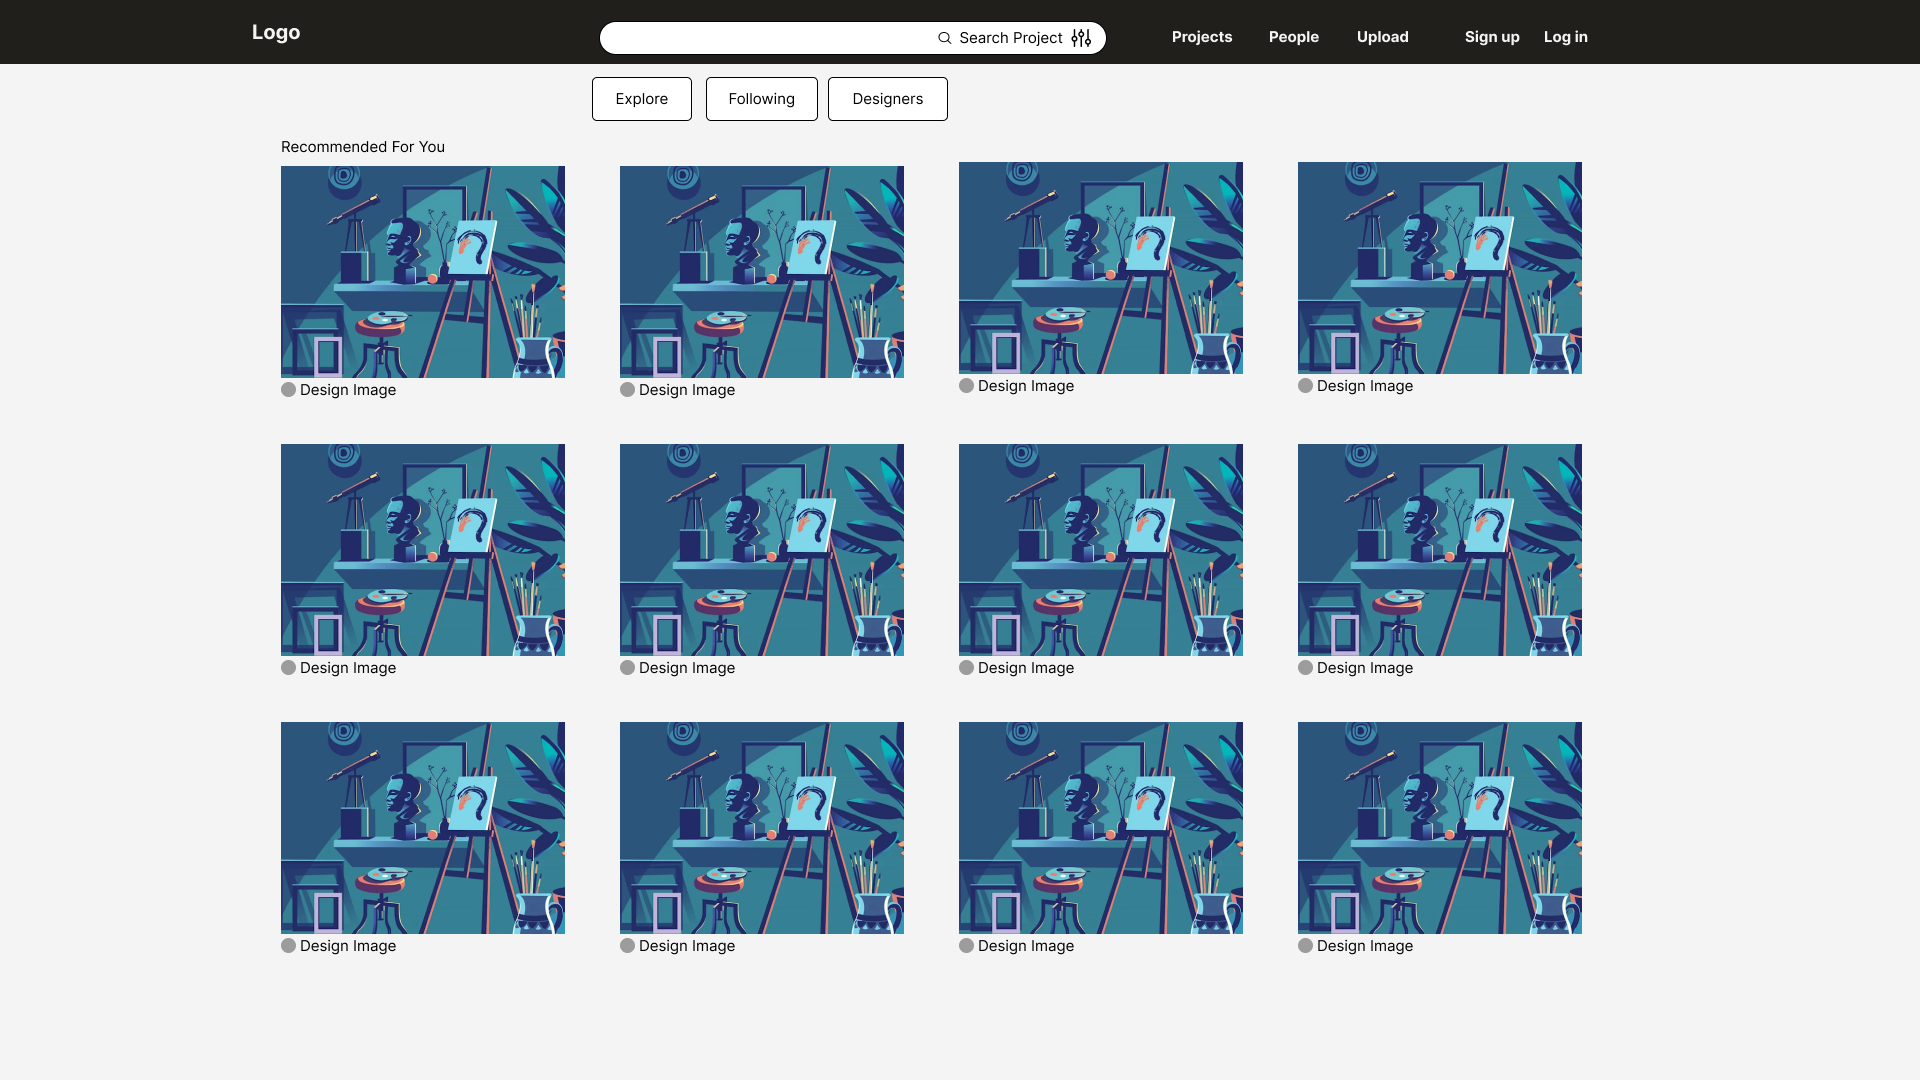 Logo
Search Project
Projects
People
Upload
Sign up
Log in
Explore
Following
Designers
Recommended For You
Design Image
Design Image
Design Image
Design Image
Design Image
Design Image
Design Image
Design Image
Design Image
Design Image
Design Image
Design Image